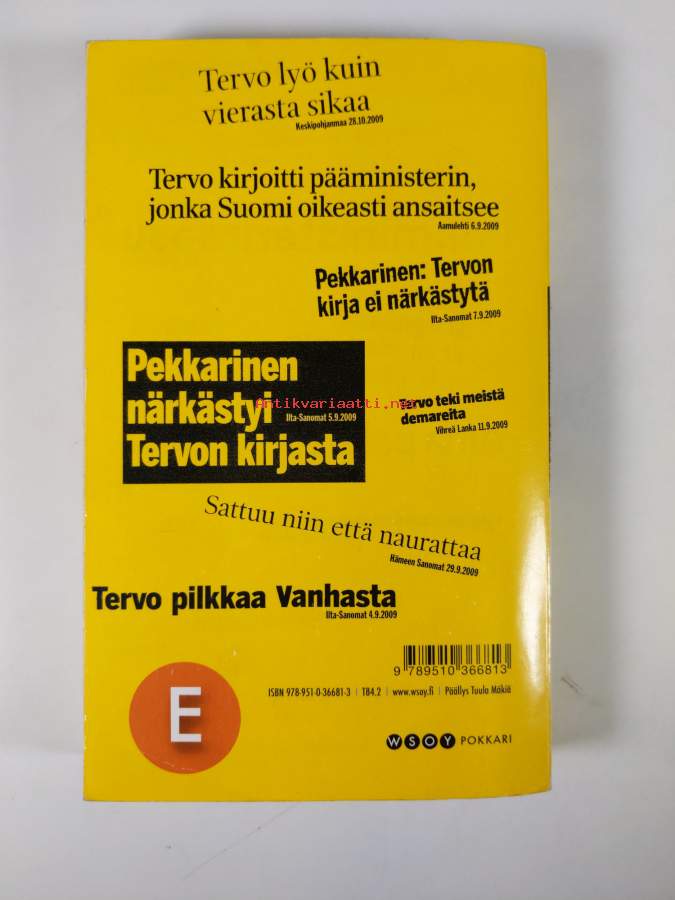 Tervo lyö kuin
vierasta sikaa
Keskipohjanmaa 28.10.2009
Tervo kirjoitti pääministerin,
jonka Suomi oikeasti ansaitsee
Aamulehti 6.9.2009
Pekkarinen: Tervon
kirja ei närkästytä
Ilta-Sanomat 7.9.2009
Pekkarinen
närkästyi
Ilta-Sanomat 5.9.2009
Tervon kirjasta
Antikvariaatti.net
Tervo teki meistä
demareita
Vihreä Lanka 11.9.2009
Sattuu niin että naurattaa
Hämeen Sanomat 29.9.2009
Tervo pilkkaa Vanhasta
Ilta-Sanomat 4.9.2009
9 789510 366813
ISBN 978-951-0-36681-3 | T84.2 | www.wsoy.fi | Päällys Tuula Mäkiä
E
WSOY POKKARI